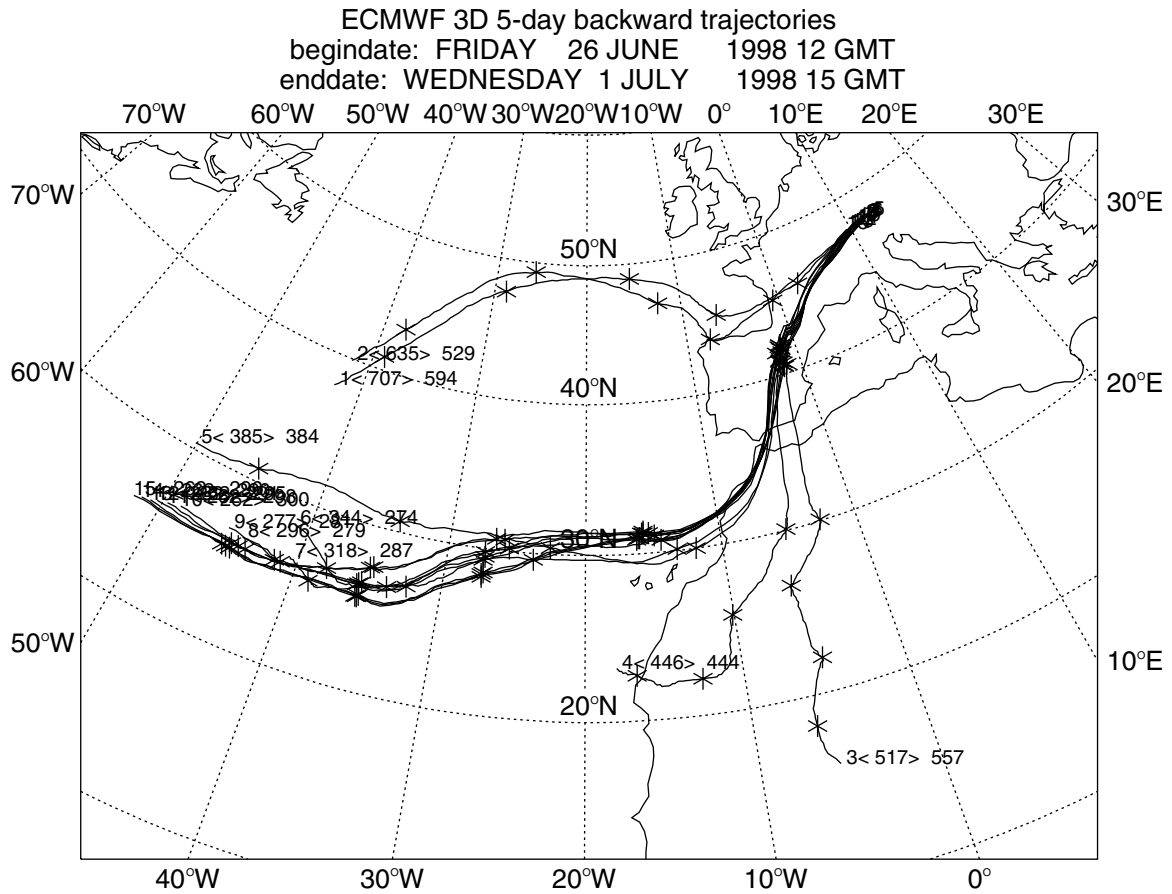 ECMWF 3D 5-day backward trajectories
begindate: FRIDAY 26 JUNE 1998 12 GMT
enddate: WEDNESDAY 1 JULY 1998 15 GMT
70°W 60°W 50°W 40°W 30°W 20°W 10°W 0° 10°E 20°E 30°E
70°W
30°E
50°N
2< 635> 529
60°W
1< 707> 594
40°N
20°E
5< 385> 384
6< 344> 274
9< 277>
8< 296> 279
30°N
7< 318> 287
50°W
4< 446> 444
10°E
20°N
3< 517> 557
40°W 30°W 20°W 10°W 0°